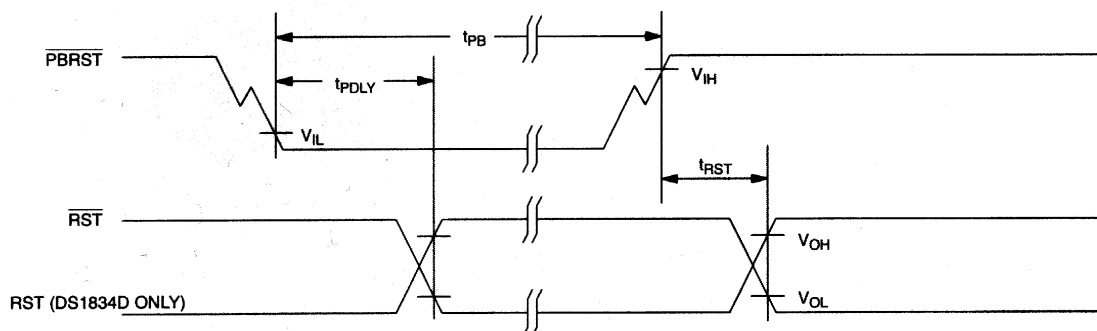 tPB
PBRST
tPDLY
VIH
VIL
tRST
RST
VOH
RST (DS1834D ONLY)
VOL